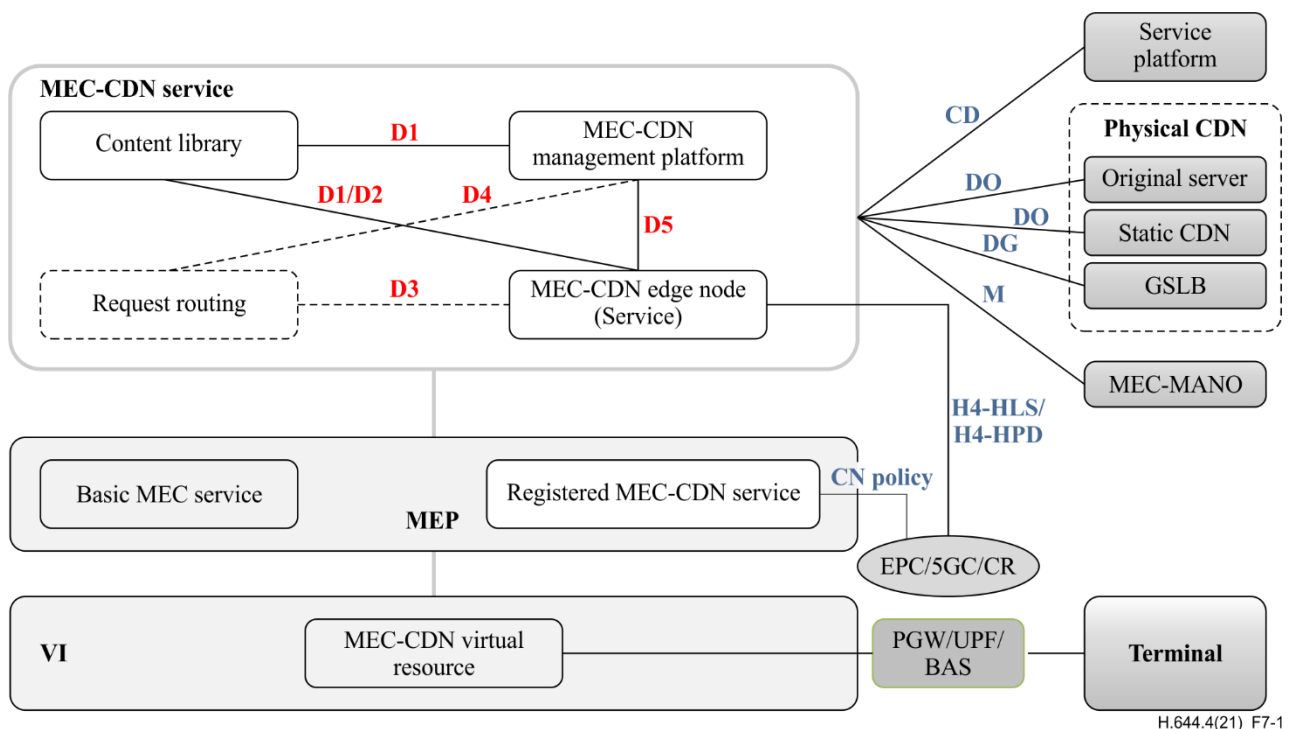 Service
platform
MEC-CDN service
CD
Content library
D1
MEC-CDN
management platform
Physical CDN
D1/D2
D4
DO
Original server
D5
DO
Static CDN
DG
GSLB
Request routing
D3
MEC-CDN edge node
(Service)
M
MEC-MANO
H4-HLS/
H4-HPD
Basic MEC service
Registered MEC-CDN service
CN policy
MEP
EPC/5GC/CR
VI
MEC-CDN virtual
resource
PGW/UPF/
BAS
Terminal
H.644.4(21)_F7-1